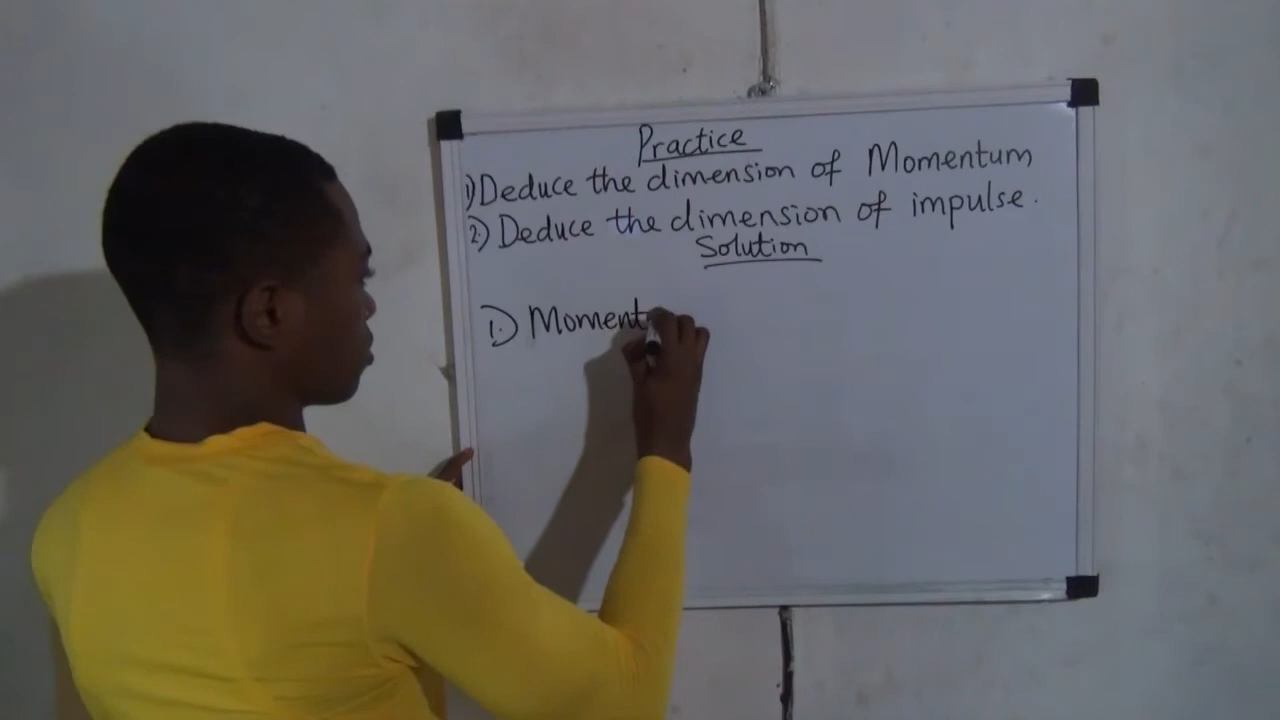 Practice
1) Deduce the dimension of Momentum
2.) Deduce the dimension of impulse.
Solution
1.) Moment